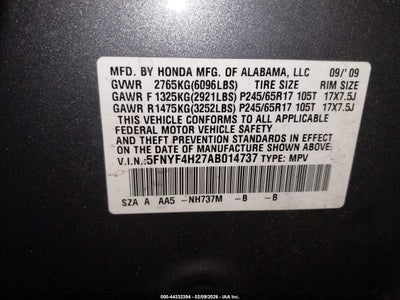 MFD. BY HONDA MFG. OF ALABAMA, LLC 09/'09
GVWR 2765KG(6096LBS) TIRE SIZE RIM SIZE
GAWR F 1325KG(2921LBS) P245/65R17 105T 17X7.5J
GAWR R1475KG(3252LBS) P245/65R17 105T 17X7.5J
THIS VEHICLE CONFORMS TO ALL APPLICABLE
FEDERAL MOTOR VEHICLE SAFETY AND
THEFT PREVENTION STANDARDS IN EFFECT ON
THE DATE OF MANUFACTURE SHOWN ABOVE.
V.I.N.:5FNYF4H27AB014737 TYPE: MPV
SZA A AA5 -NH737M -B -B
000-44332394 - 02/09/2026 - IAA Inc.